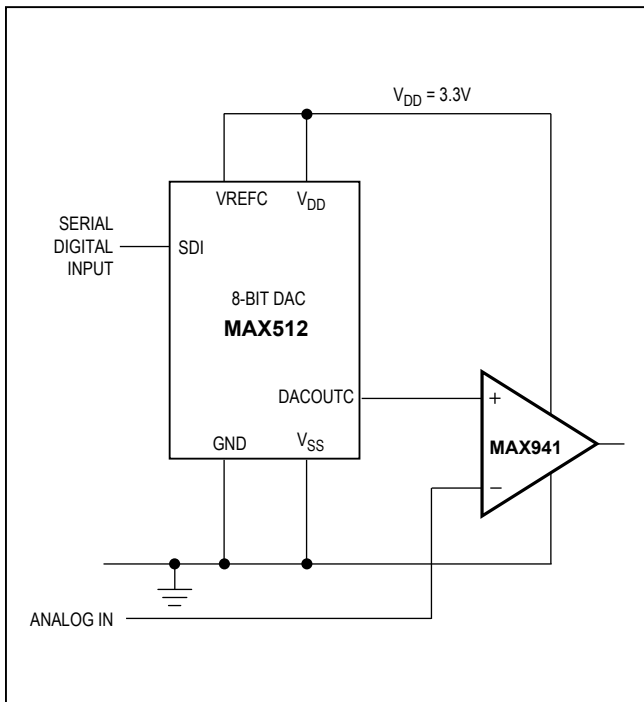 V_DD = 3.3V
VREFC
V_DD
SERIAL
DIGITAL
INPUT
SDI
8-BIT DAC
MAX512
DACOUTC
+
MAX941
GND
V_SS
−
ANALOG IN